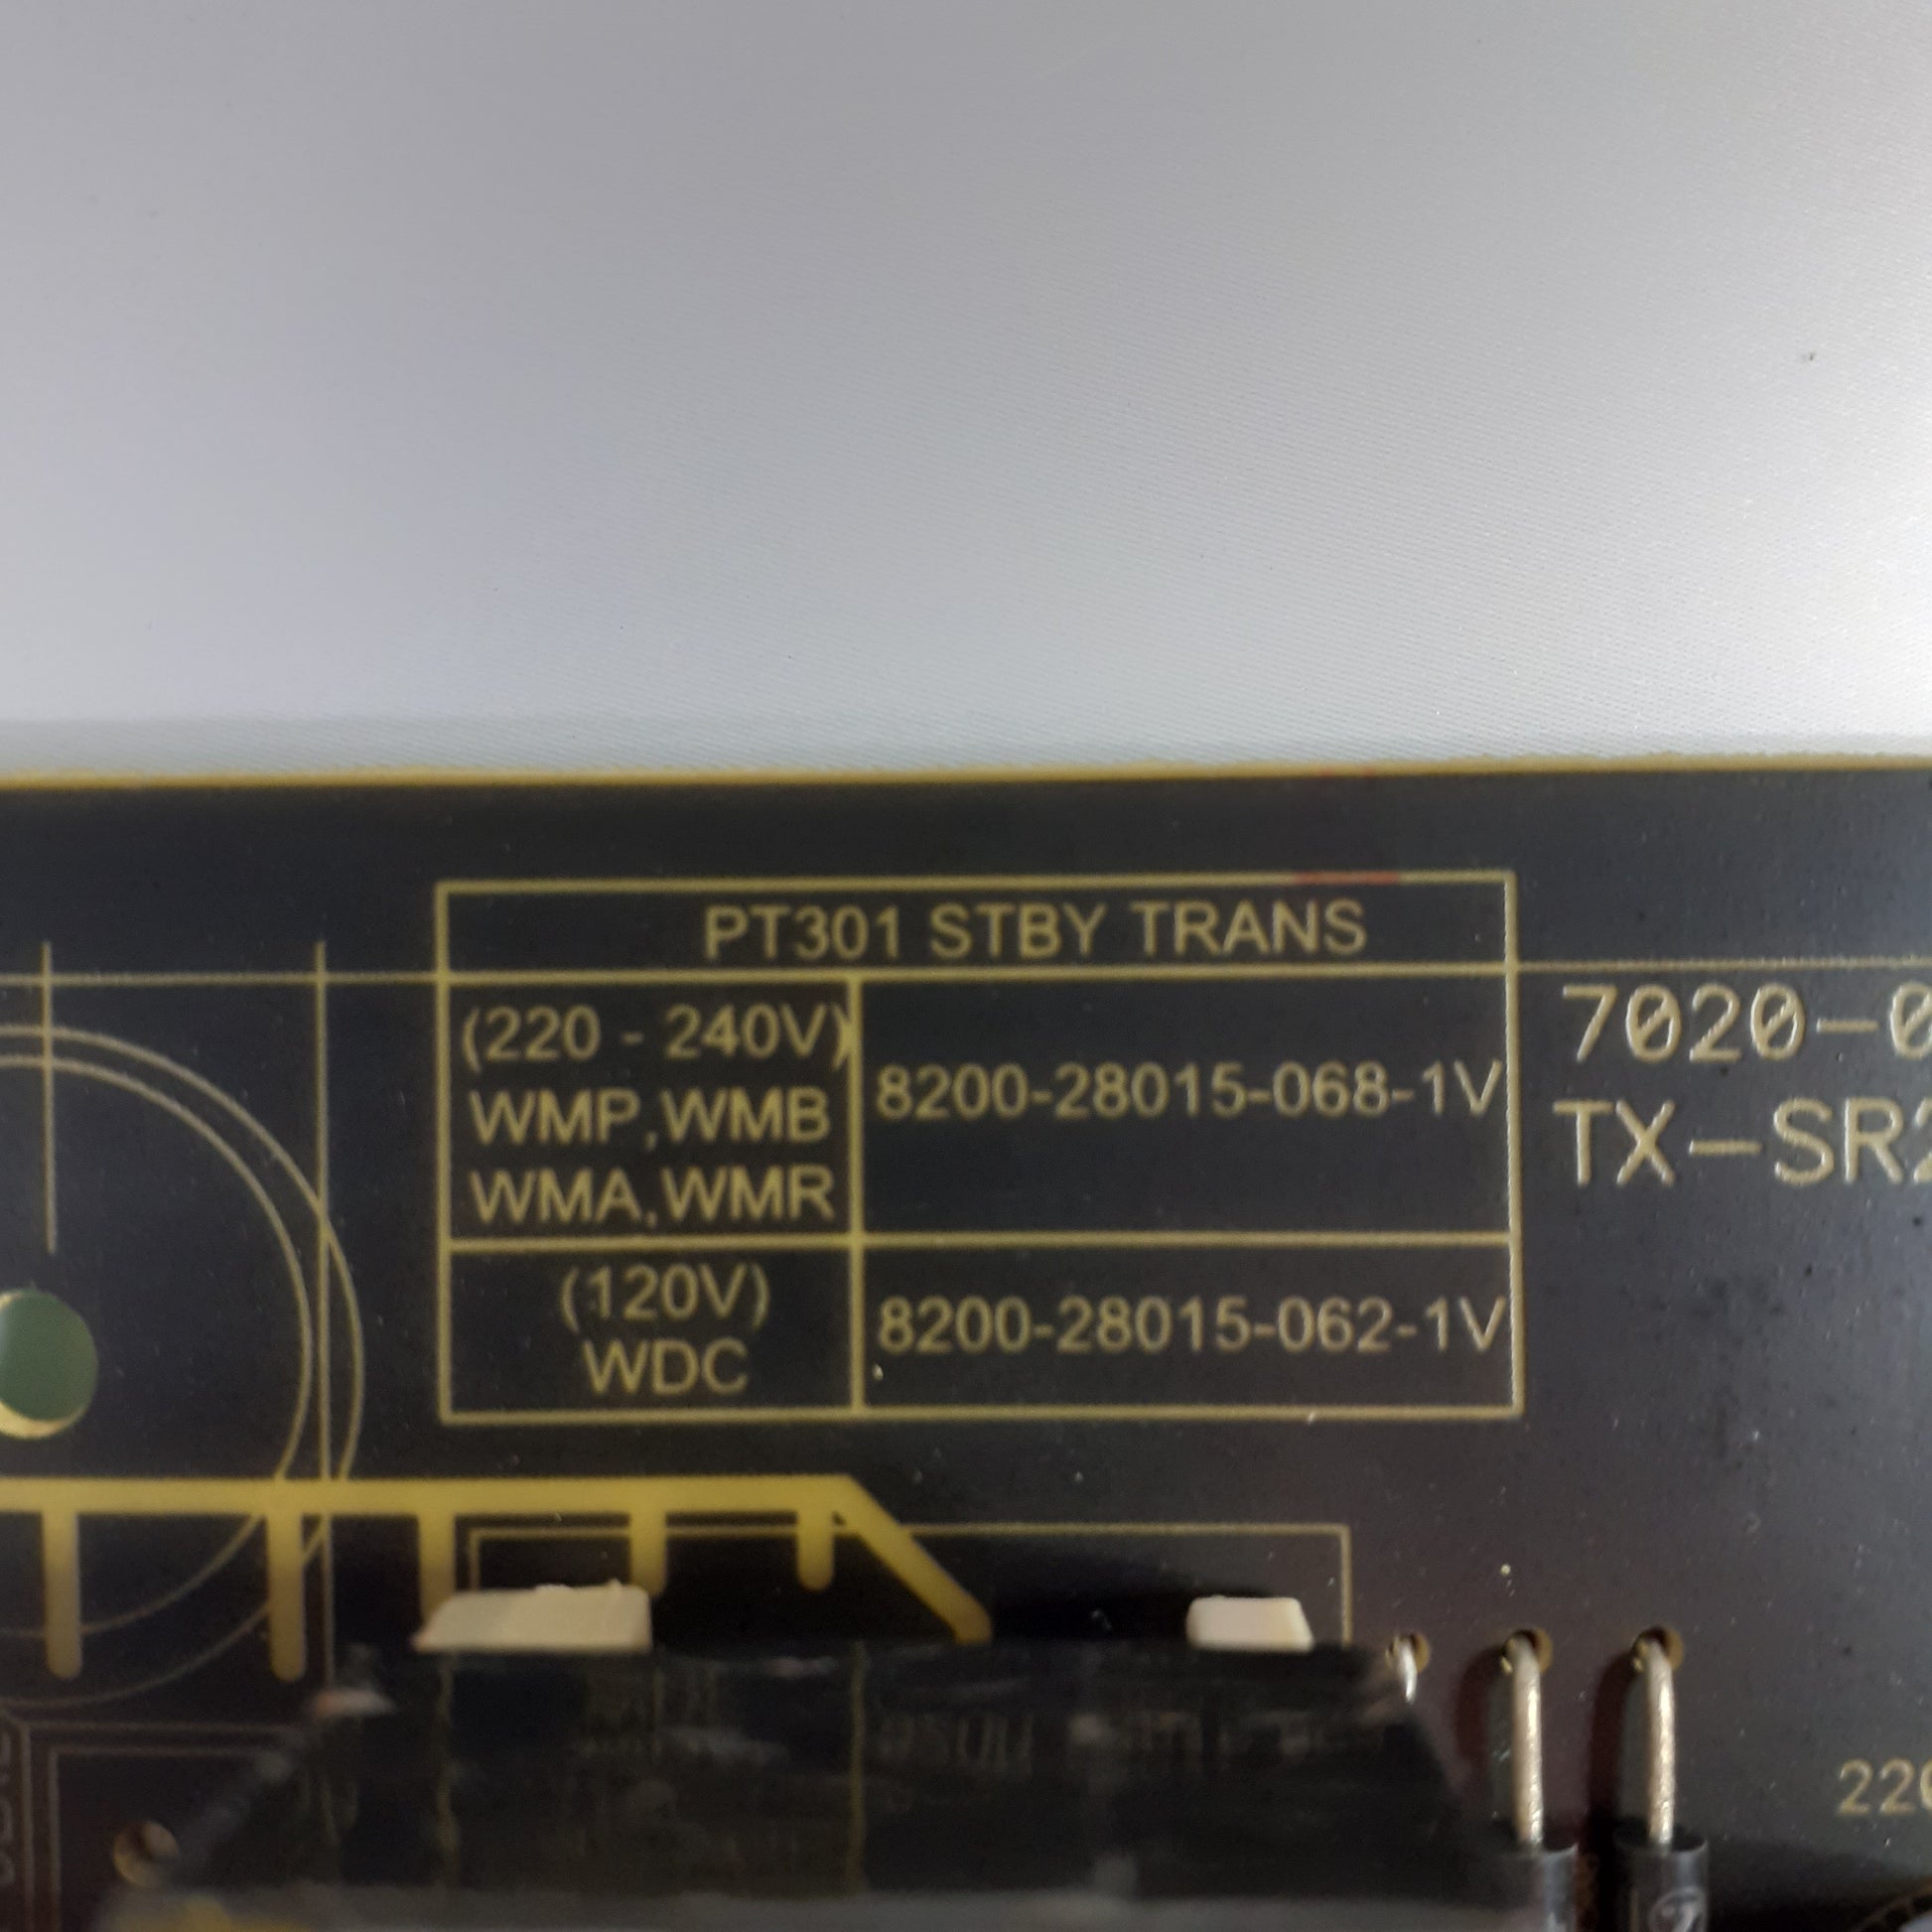 PT301 STBY TRANS
(220 - 240V)
WMP,WMB
WMA,WMR
8200-28015-068-1V
(120V)
WDC
8200-28015-062-1V
7020-0
TX-SR2
220